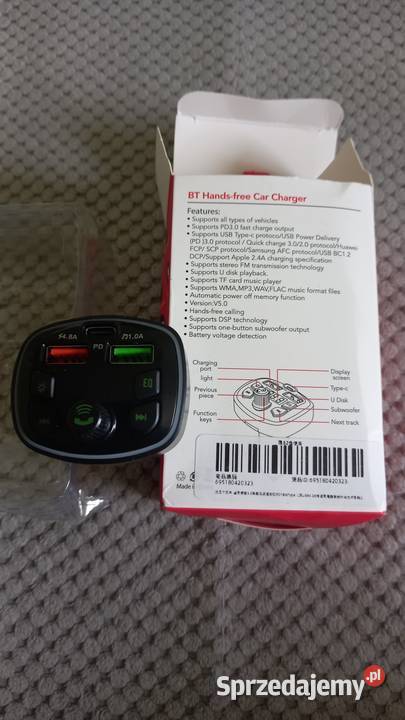 BT Hands-free Car Charger
Features:
• Supports all types of vehicles
• Supports PD3.0 fast charge output
• Supports USB Type-c protoco/USB Power Delivery
(PD )3.0 protocol / Quick charge 3.0/2.0 protocol/Huawei
FCP/ SCP protocol/Samsung AFC protocol/USB BC1.2
DCP/Support Apple 2.4A charging specification
• Supports stereo FM transmission technology
• Supports U disk playback.
• Supports TF card music player
• Supports WMA,MP3,WAV,FLAC music format files
• Automatic power off memory function
• Version:V5.0
• Hands-free calling
• Supports DSP technology
• Supports one-button subwoofer output
• Battery voltage detection
Charging
port
light
Previous
piece
Function
keys
Display
screen
Type-c
U Disk
Subwoofer
Next track
695180420323
:695180420323
Made i
4.8A
PD
1.0A
EQ
Sprzedajemy.pl